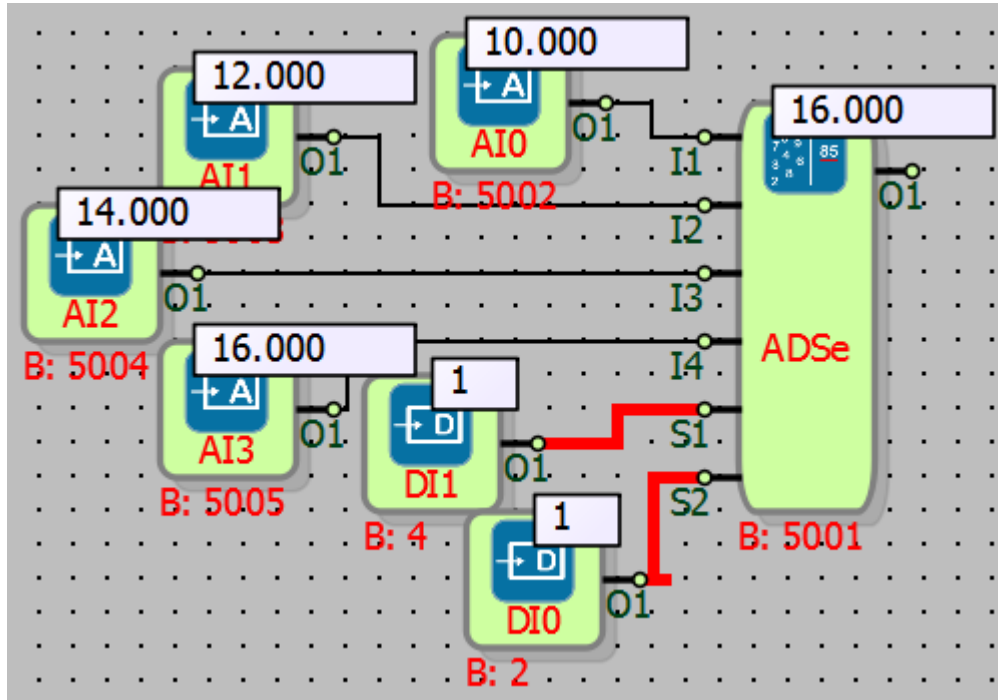 10.000
A
AI0
B: 5002
O1
12.000
A
AI1
O1
14.000
A
AI2
B: 5004
O1
16.000
A
AI3
B: 5005
O1
1
D
DI1
B: 4
O1
1
D
DI0
B: 2
O1
16.000
85
I1
I2
I3
I4
S1
S2
ADSe
B: 5001
O1